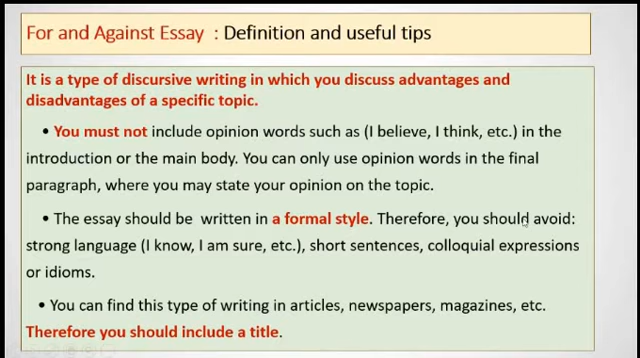 For and Against Essay : Definition and useful tips
It is a type of discursive writing in which you discuss advantages and
disadvantages of a specific topic.
• You must not include opinion words such as (I believe, I think, etc.) in the
introduction or the main body. You can only use opinion words in the final
paragraph, where you may state your opinion on the topic.
• The essay should be written in a formal style. Therefore, you should avoid:
strong language (I know, I am sure, etc.), short sentences, colloquial expressions
or idioms.
• You can find this type of writing in articles, newspapers, magazines, etc.
Therefore you should include a title.